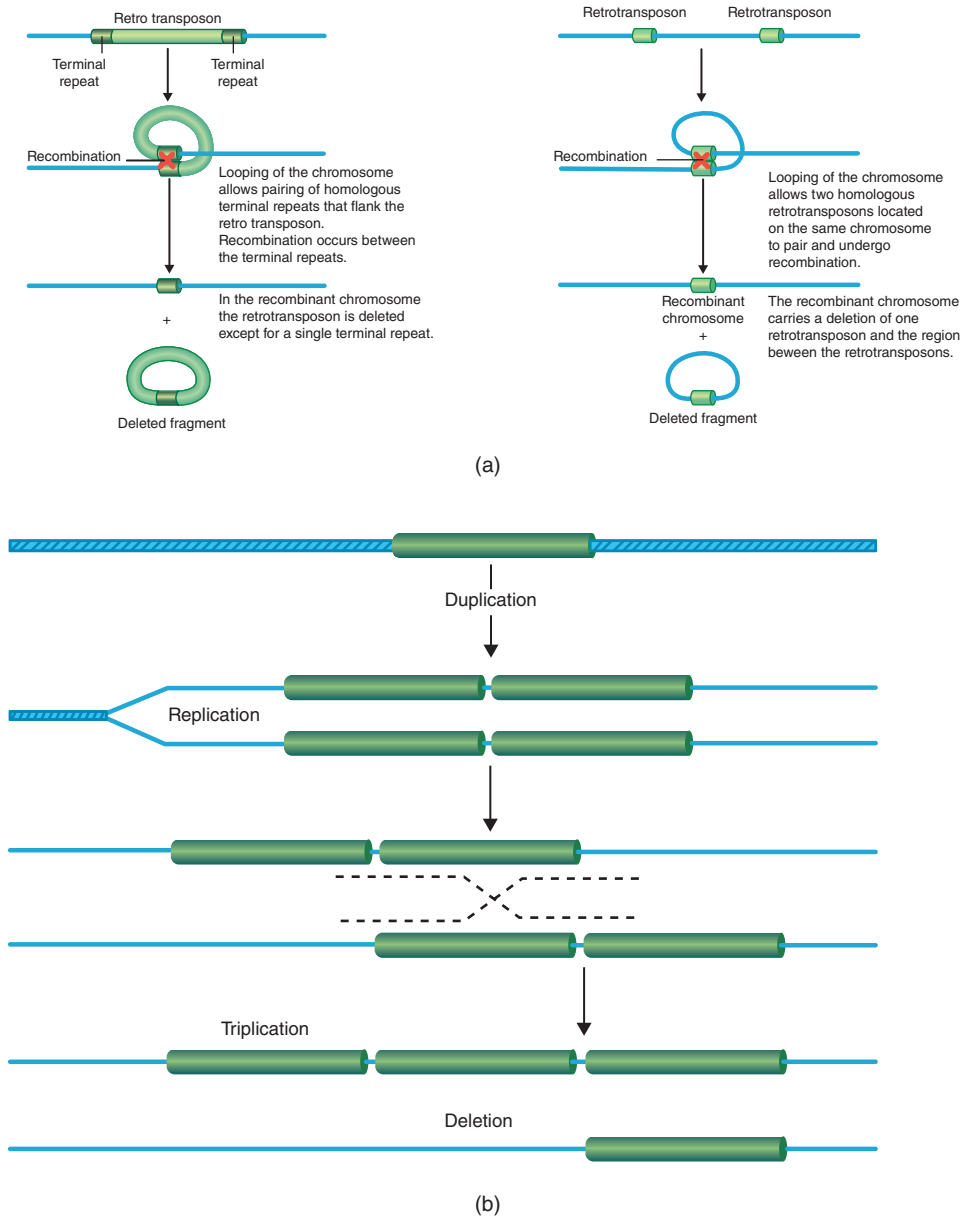 Retro transposon
Terminal
repeat
Terminal
repeat
Recombination
Looping of the chromosome
allows pairing of homologous
terminal repeats that flank the
retro transposon.
Recombination occurs between
the terminal repeats.
In the recombinant chromosome
the retrotransposon is deleted
except for a single terminal repeat.
+
Deleted fragment
Retrotransposon
Retrotransposon
Recombination
Looping of the chromosome
allows two homologous
retrotransposons located
on the same chromosome
to pair and undergo
recombination.
Recombinant
chromosome
+
The recombinant chromosome
carries a deletion of one
retrotransposon and the region
beween the retrotransposons.
Deleted fragment
(a)
Duplication
Replication
Triplication
Deletion
(b)